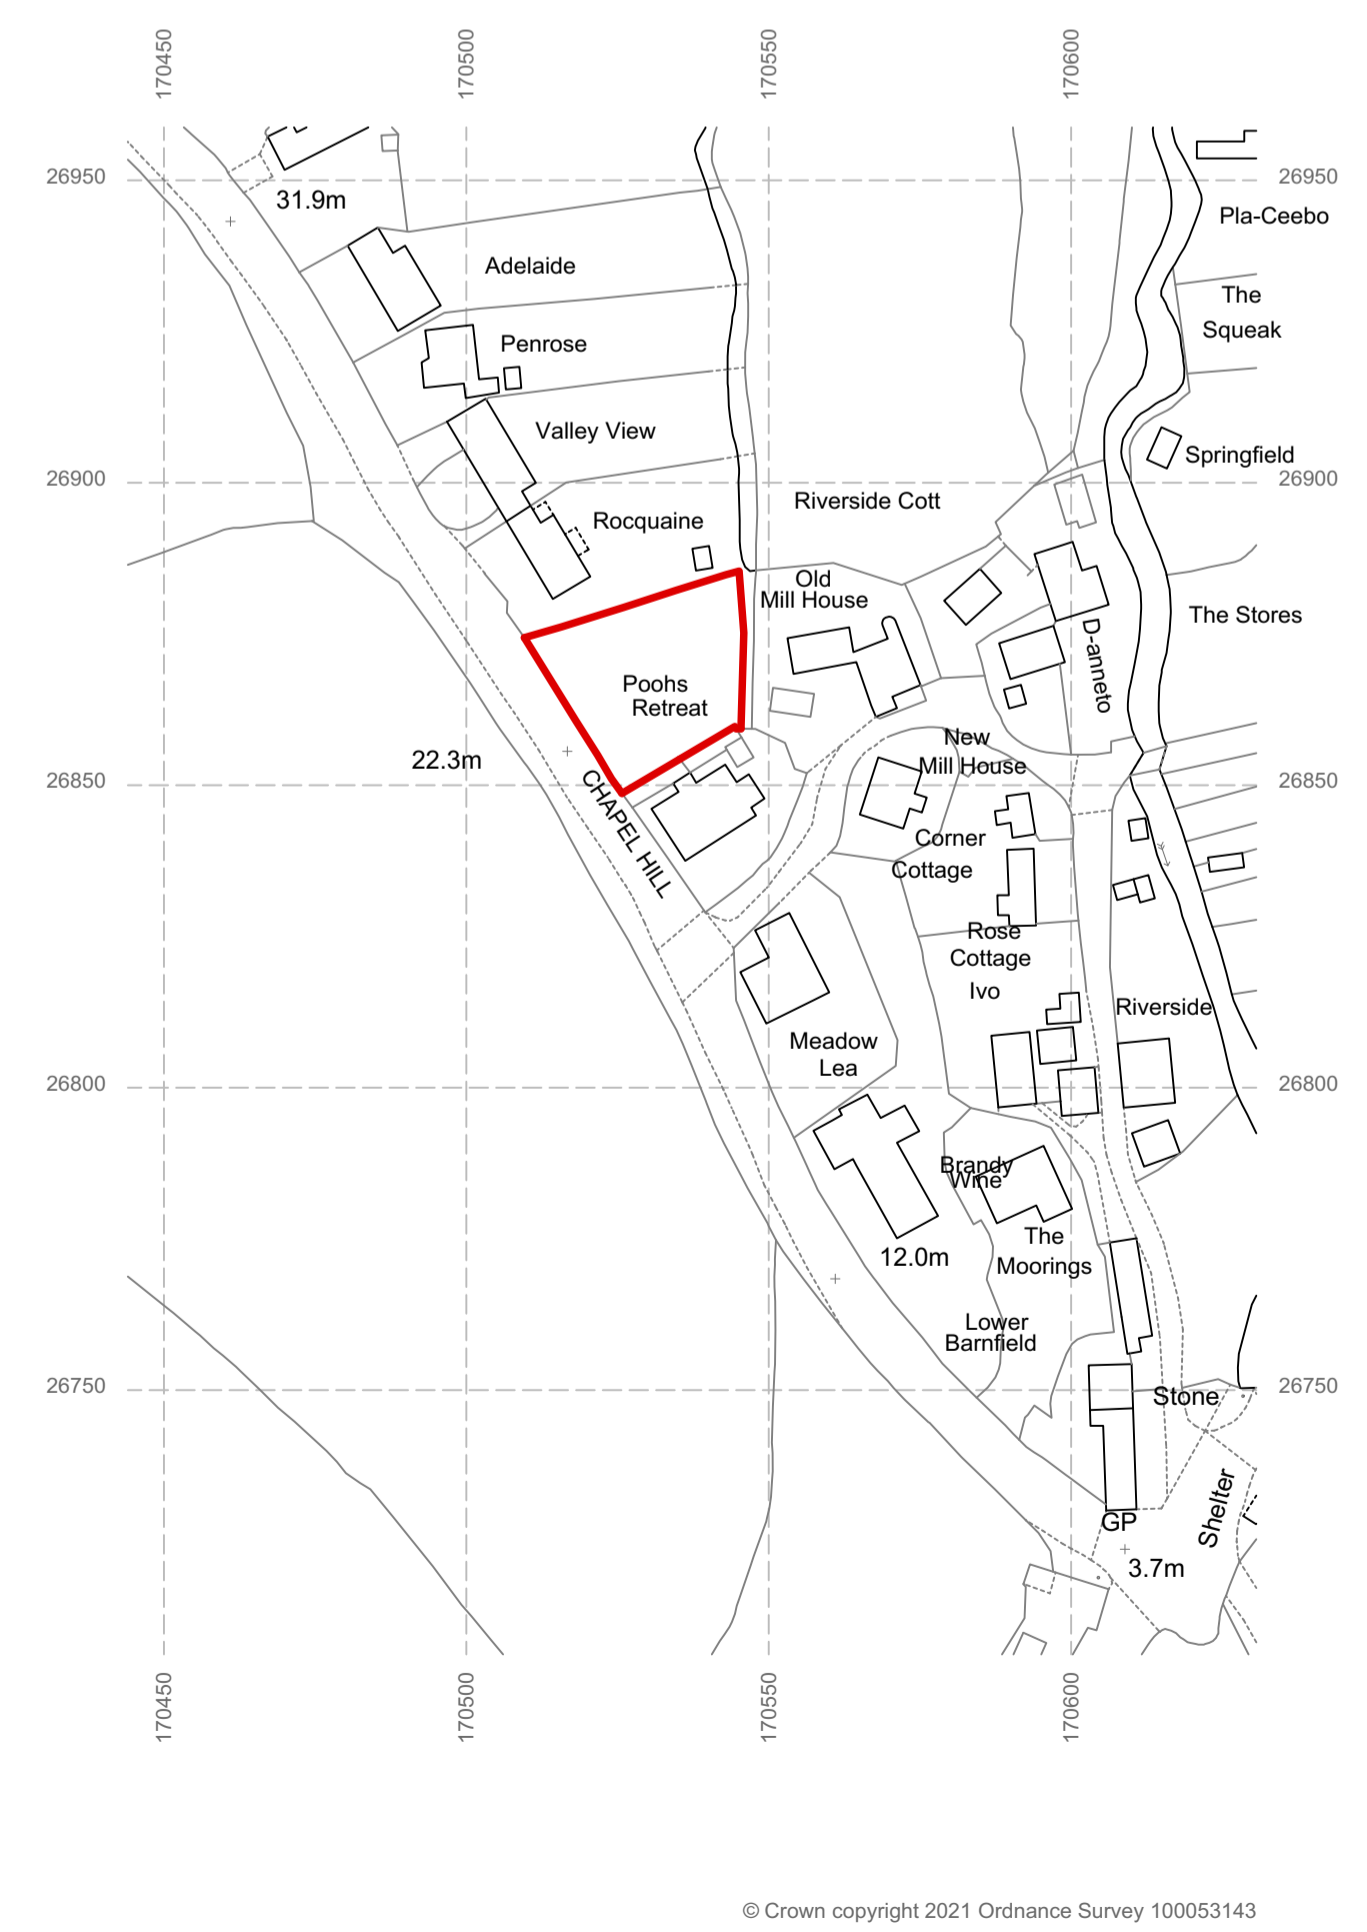 170450
170500
170550
170600
26950
26950
31.9m
Pla-Ceebo
Adelaide
The
Squeak
Penrose
Valley View
Springfield
26900
26900
Riverside Cott
Rocquaine
Old
Mill House
The Stores
D-anneto
Poohs
Retreat
New
Mill House
22.3m
26850
26850
CHAPEL HILL
Corner
Cottage
Rose
Cottage
Ivo
Riverside
Meadow
Lea
26800
26800
Brandy
Wine
The
Moorings
12.0m
Lower
Barnfield
26750
26750
Stone
Shelter
GP
3.7m
170450
170500
170550
170600
© Crown copyright 2021 Ordnance Survey 100053143